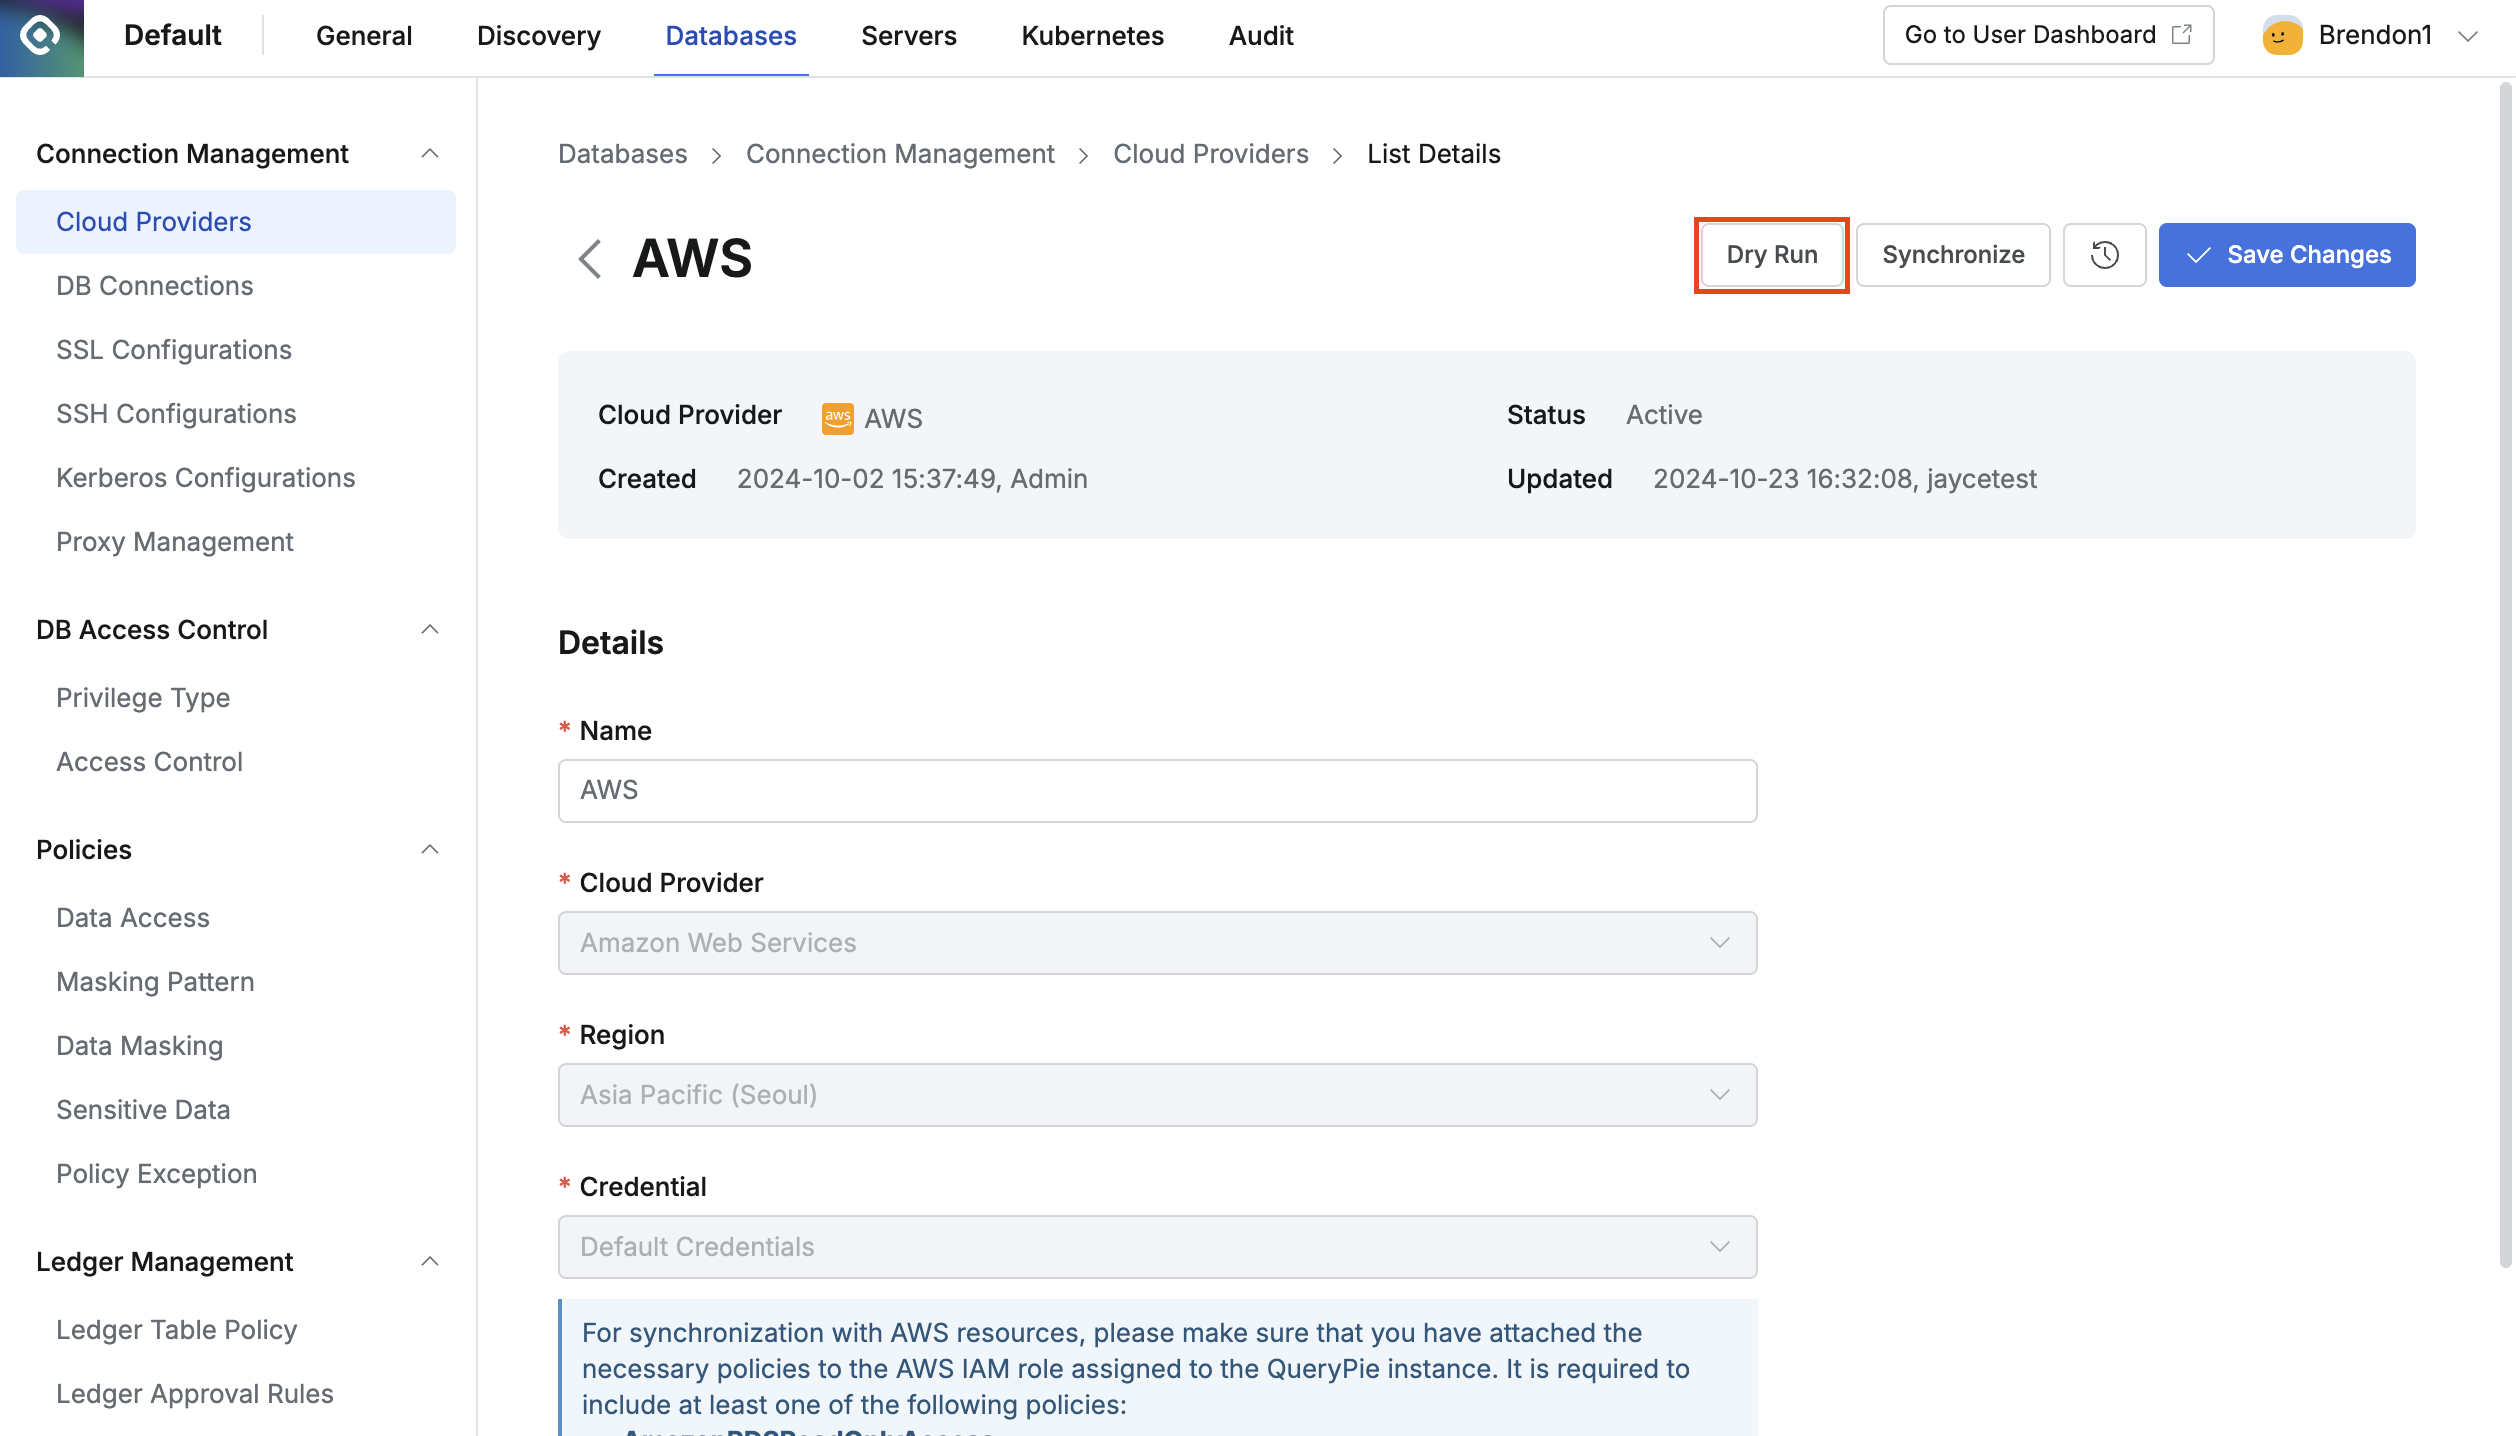 Default
General
Discovery
Databases
Servers
Kubernetes
Audit
Go to User Dashboard
Brendon1
Connection Management
Cloud Providers
DB Connections
SSL Configurations
SSH Configurations
Kerberos Configurations
Proxy Management
DB Access Control
Privilege Type
Access Control
Policies
Data Access
Masking Pattern
Data Masking
Sensitive Data
Policy Exception
Ledger Management
Ledger Table Policy
Ledger Approval Rules
Databases > Connection Management > Cloud Providers > List Details
AWS
Dry Run
Synchronize
Save Changes
Cloud Provider aws AWS
Status Active
Created 2024-10-02 15:37:49, Admin
Updated 2024-10-23 16:32:08, jaycetest
Details
* Name
AWS
* Cloud Provider
Amazon Web Services
* Region
Asia Pacific (Seoul)
* Credential
Default Credentials
For synchronization with AWS resources, please make sure that you have attached the
necessary policies to the AWS IAM role assigned to the QueryPie instance. It is required to
include at least one of the following policies:
AmazonRDSReadOnlyAccess